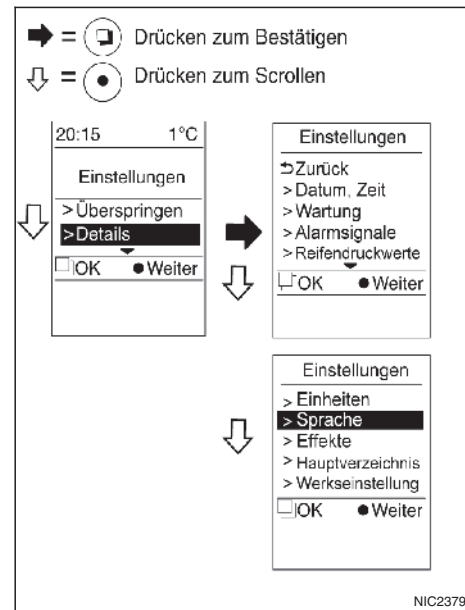 = Drücken zum Bestätigen
= Drücken zum Scrollen
20:15 1°C
Einstellungen
>Überspringen
>Details
OK ●Weiter
Einstellungen
⮌Zurück
>Datum, Zeit
>Wartung
>Alarmsignale
>Reifendruckwerte
OK ●Weiter
Einstellungen
> Einheiten
> Sprache
> Effekte
> Hauptverzeichnis
> Werkseinstellung
OK ●Weiter
NIC2379